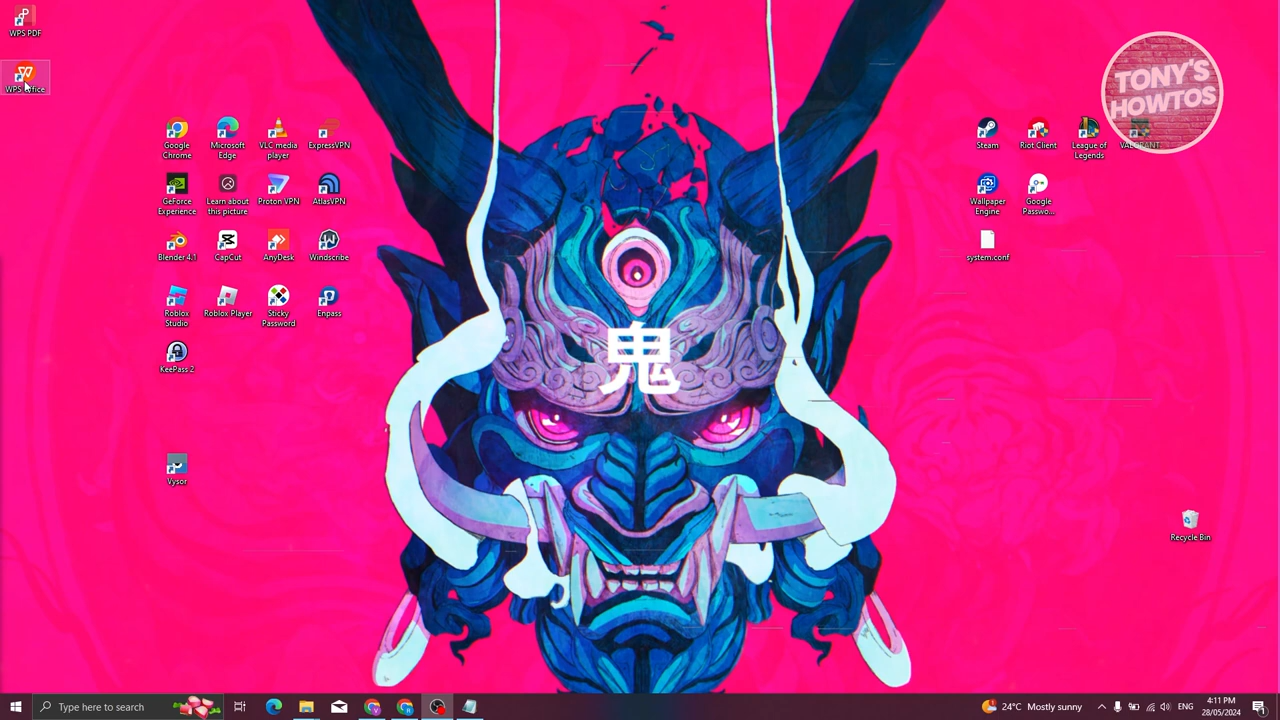 WPS PDF
WPS Office
TONY'S
HOWTOS
Google
Chrome
Microsoft
Edge
VLC media
player
ExpressVPN
Steam
Riot Client
League of
Legends
VALORANT
GeForce
Experience
Learn about
this picture
Proton VPN
AtlasVPN
Wallpaper
Engine
Google
Passwo...
Blender 4.1
CapCut
AnyDesk
Windscribe
system.conf
Roblox
Studio
Roblox Player
Sticky
Password
Enpass
鬼
KeePass 2
Vysor
Recycle Bin
Type here to search
24°C Mostly sunny
ENG
4:11 PM
28/05/2024